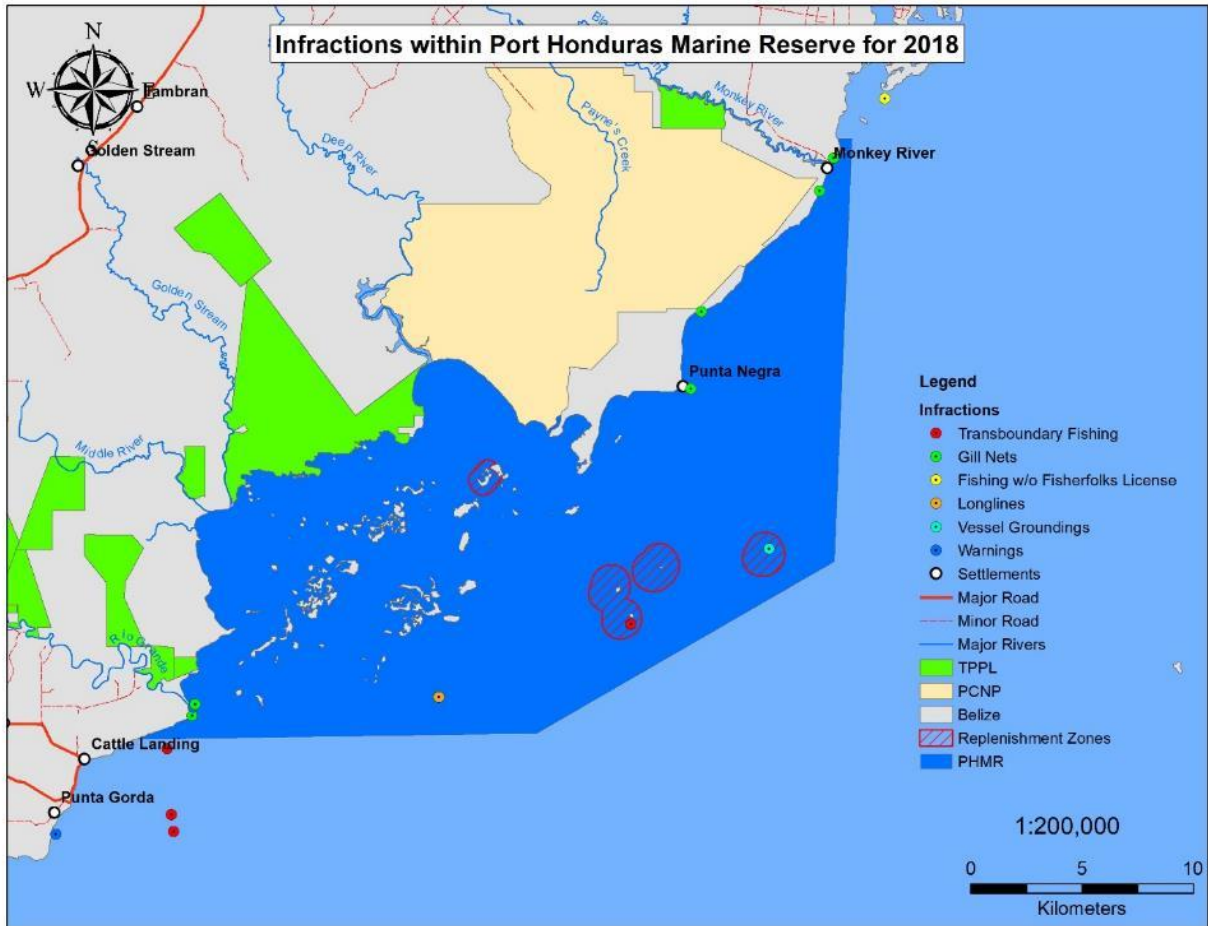 Infractions within Port Honduras Marine Reserve for 2018
N
W
E
S
Tambran
Golden Stream
Deep River
Payne's Creek
Monkey River
Monkey River
Golden Stream
Punta Negra
Middle River
Rio Grande
Cattle Landing
Punta Gorda
Legend
Infractions
Transboundary Fishing
Gill Nets
Fishing w/o Fisherfolks License
Longlines
Vessel Groundings
Warnings
Settlements
Major Road
Minor Road
Major Rivers
TPPL
PCNP
Belize
Replenishment Zones
PHMR
1:200,000
0 5 10
Kilometers